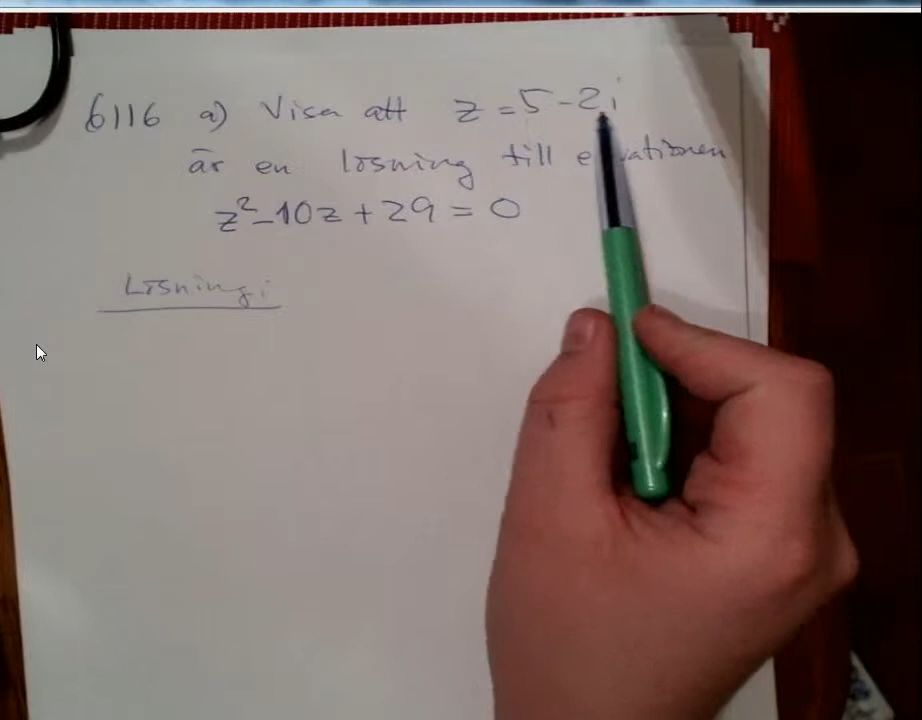 6116 a) Visa att z = 5 - 2i
är en lösning till ekvationen
z² - 10z + 29 = 0
Lösning: